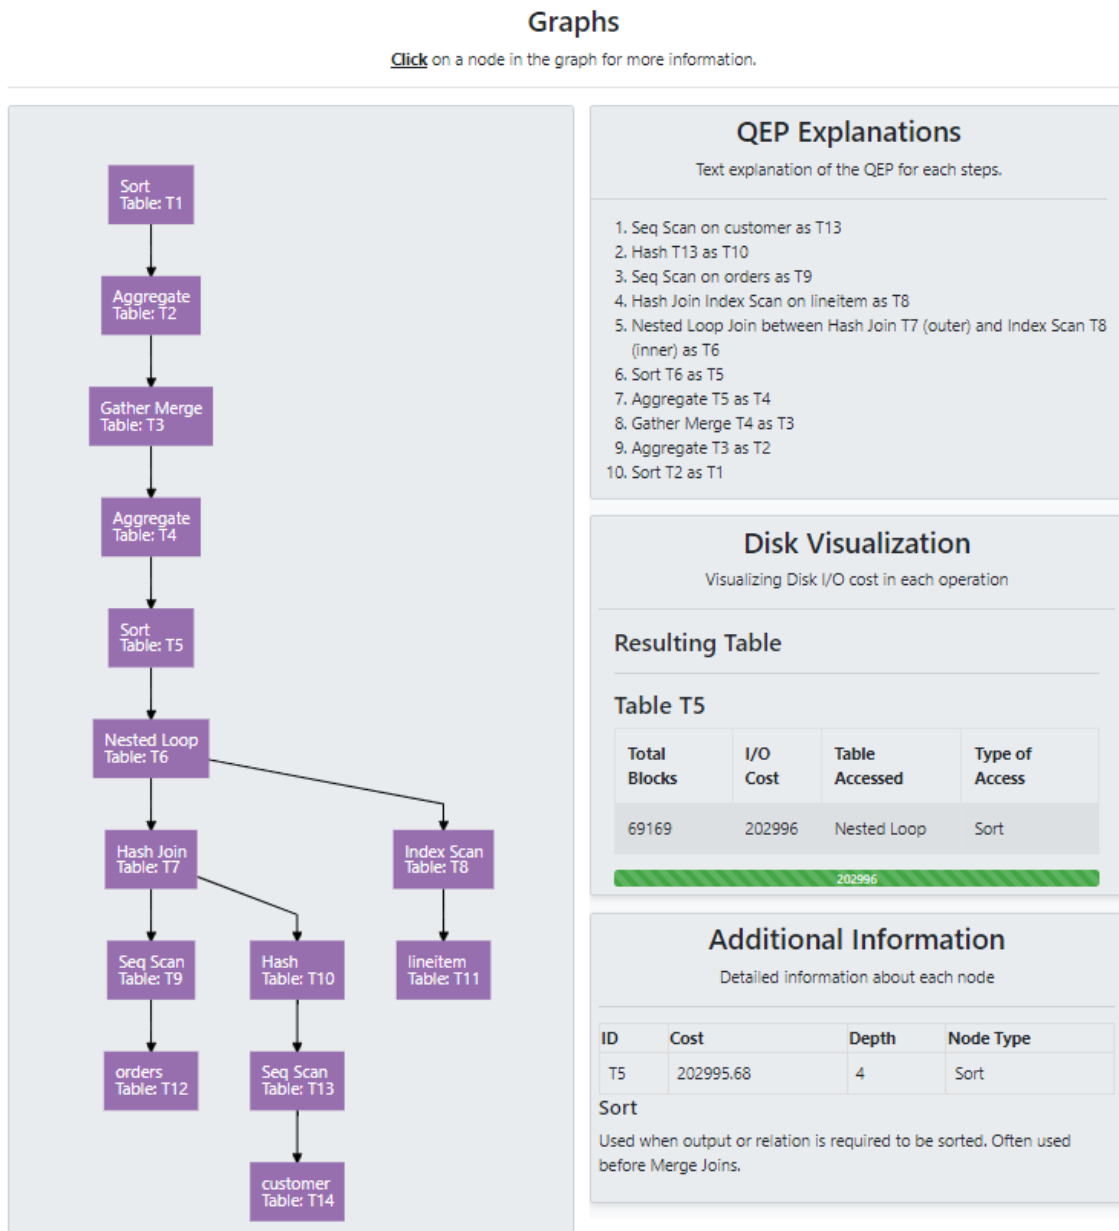 Graphs
Click on a node in the graph for more information.
Sort
Table: T1
Aggregate
Table: T2
Gather Merge
Table: T3
Aggregate
Table: T4
Sort
Table: T5
Nested Loop
Table: T6
Hash Join
Table: T7
Index Scan
Table: T8
Seq Scan
Table: T9
Hash
Table: T10
lineitem
Table: T11
orders
Table: T12
Seq Scan
Table: T13
customer
Table: T14
QEP Explanations
Text explanation of the QEP for each steps.
1. Seq Scan on customer as T13
2. Hash T13 as T10
3. Seq Scan on orders as T9
4. Hash Join Index Scan on lineitem as T8
5. Nested Loop Join between Hash Join T7 (outer) and Index Scan T8
(inner) as T6
6. Sort T6 as T5
7. Aggregate T5 as T4
8. Gather Merge T4 as T3
9. Aggregate T3 as T2
10. Sort T2 as T1
Disk Visualization
Visualizing Disk I/O cost in each operation
Resulting Table
Table T5
Total Blocks I/O Cost Table Accessed Type of Access
69169 202996 Nested Loop Sort
202996
Additional Information
Detailed information about each node
ID Cost Depth Node Type
T5 202995.68 4 Sort
Sort
Used when output or relation is required to be sorted. Often used
before Merge Joins.